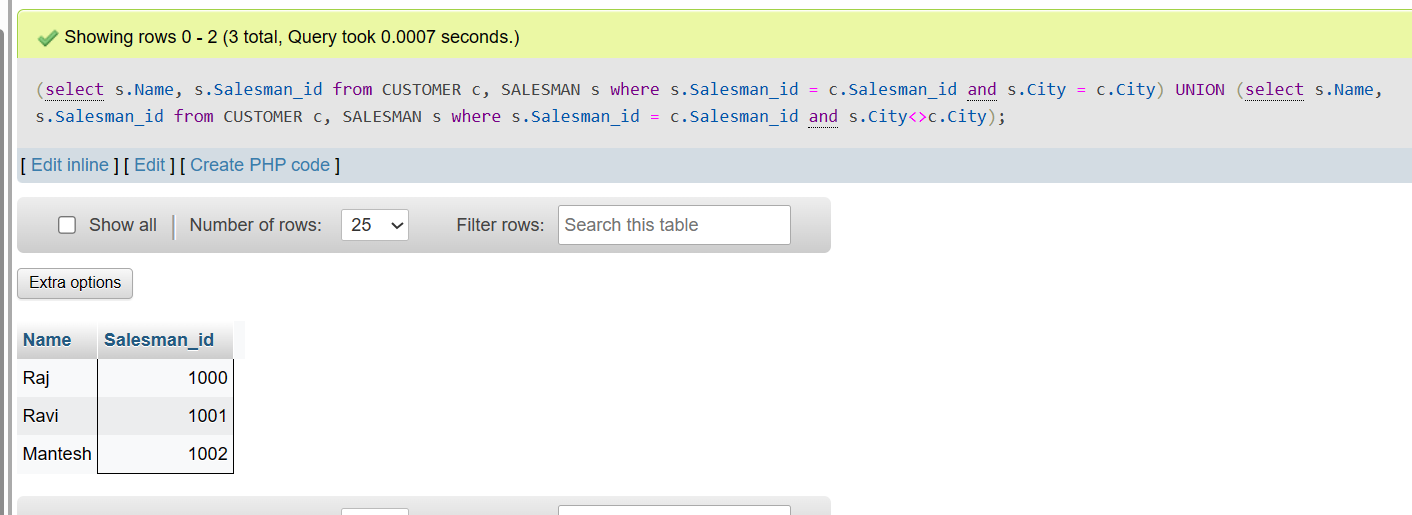 Showing rows 0 - 2 (3 total, Query took 0.0007 seconds.)
(select s.Name, s.Salesman_id from CUSTOMER c, SALESMAN s where s.Salesman_id = c.Salesman_id and s.City = c.City) UNION (select s.Name,
s.Salesman_id from CUSTOMER c, SALESMAN s where s.Salesman_id = c.Salesman_id and s.City<>c.City);
[ Edit inline ] [ Edit ] [ Create PHP code ]
Show all | Number of rows: 25 Filter rows: Search this table
Extra options
Name Salesman_id
Raj 1000
Ravi 1001
Mantesh 1002